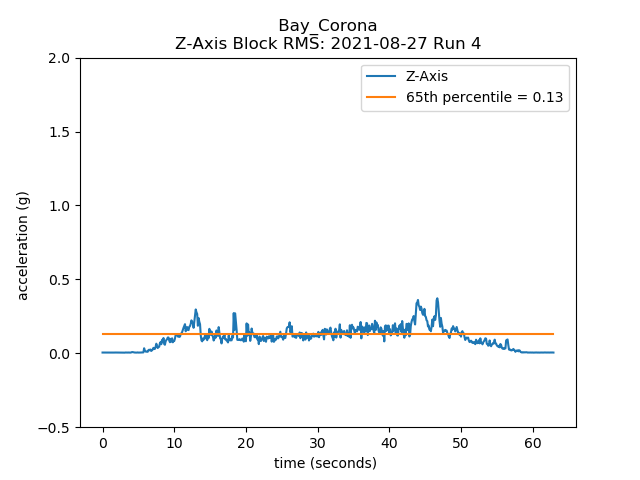 Bay_Corona
Z-Axis Block RMS: 2021-08-27 Run 4
2.0
1.5
1.0
0.5
0.0
−0.5
acceleration (g)
Z-Axis
65th percentile = 0.13
0 10 20 30 40 50 60
time (seconds)